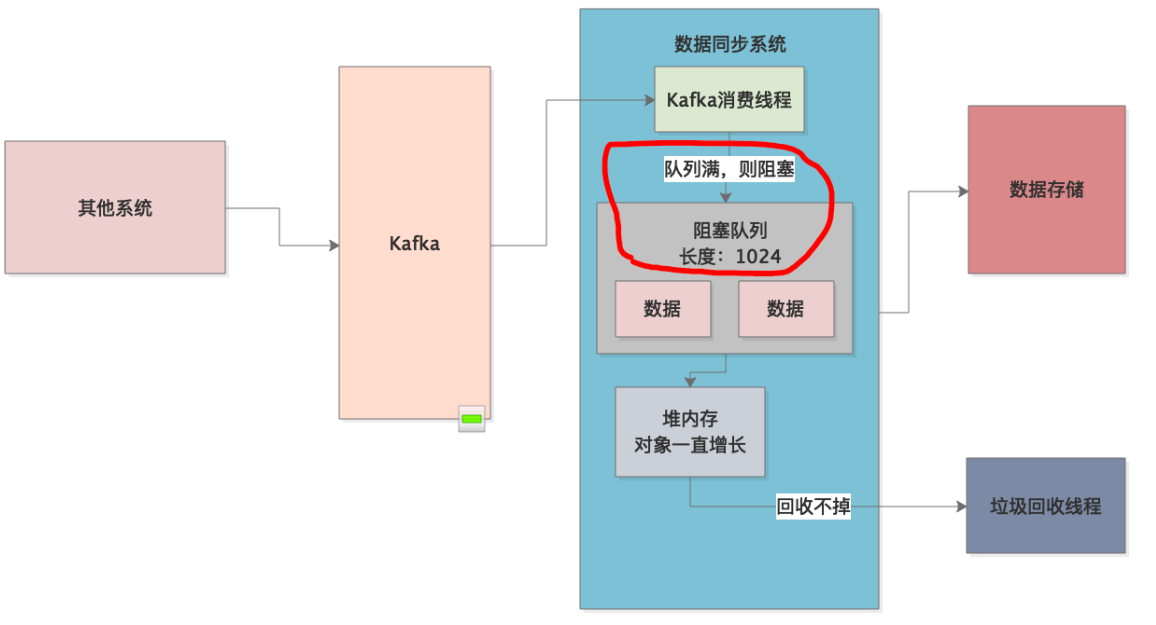 数据同步系统
Kafka消费线程
队列满，则阻塞
其他系统
Kafka
阻塞队列
长度：1024
数据
数据
数据存储
堆内存
对象一直增长
回收不掉
垃圾回收线程